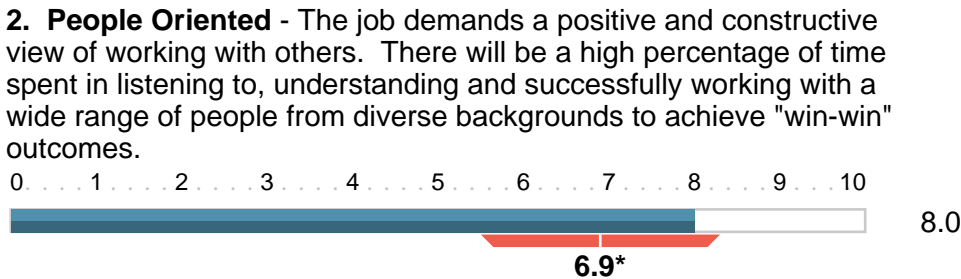 2. People Oriented - The job demands a positive and constructive
view of working with others. There will be a high percentage of time
spent in listening to, understanding and successfully working with a
wide range of people from diverse backgrounds to achieve "win-win"
outcomes.
0. . . . 1 . . . . 2 . . . . 3 . . . . 4 . . . . 5 . . . . 6 . . . . 7 . . . . 8 . . . . 9 . . . 10
8.0
6.9*